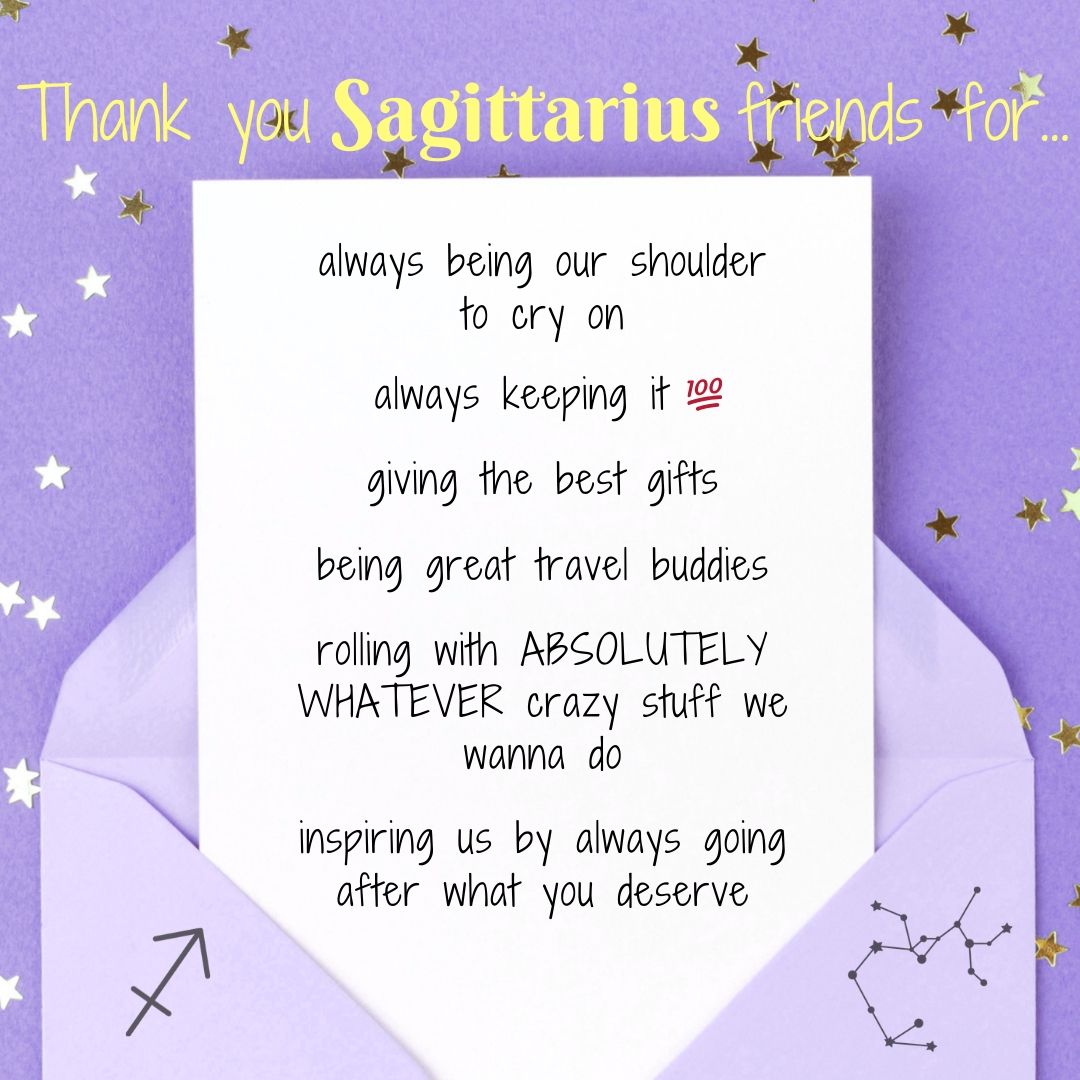 Thank you Sagittarius friends for...
always being our shoulder
to cry on
always keeping it 💯
giving the best gifts
being great travel buddies
rolling with ABSOLUTELY
WHATEVER crazy stuff we
wanna do
inspiring us by always going
after what you deserve